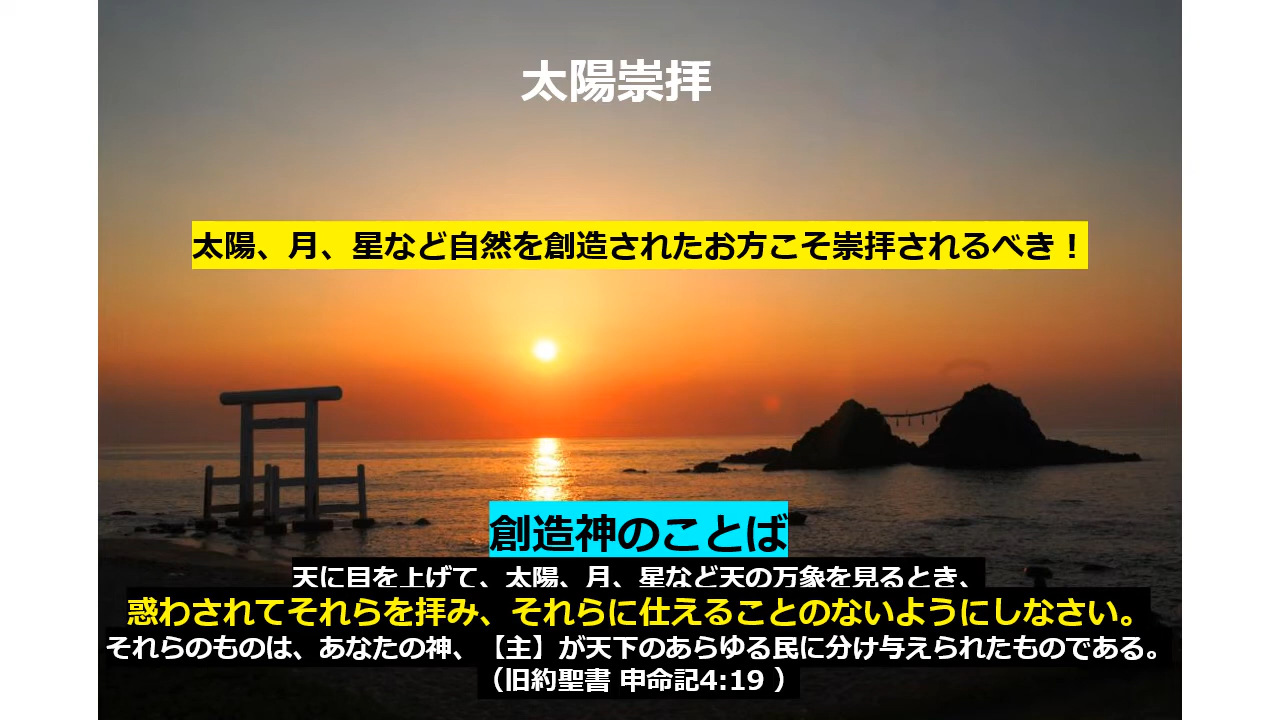 太陽崇拝
太陽、月、星など自然を創造されたお方こそ崇拝されるべき！
創造神のことば
天に目を上げて、太陽、月、星など天の万象を見るとき、
惑わされてそれらを拝み、それらに仕えることのないようにしなさい。
それらのものは、あなたの神、【主】が天下のあらゆる民に分け与えられたものである。
（旧約聖書 申命記4:19 ）